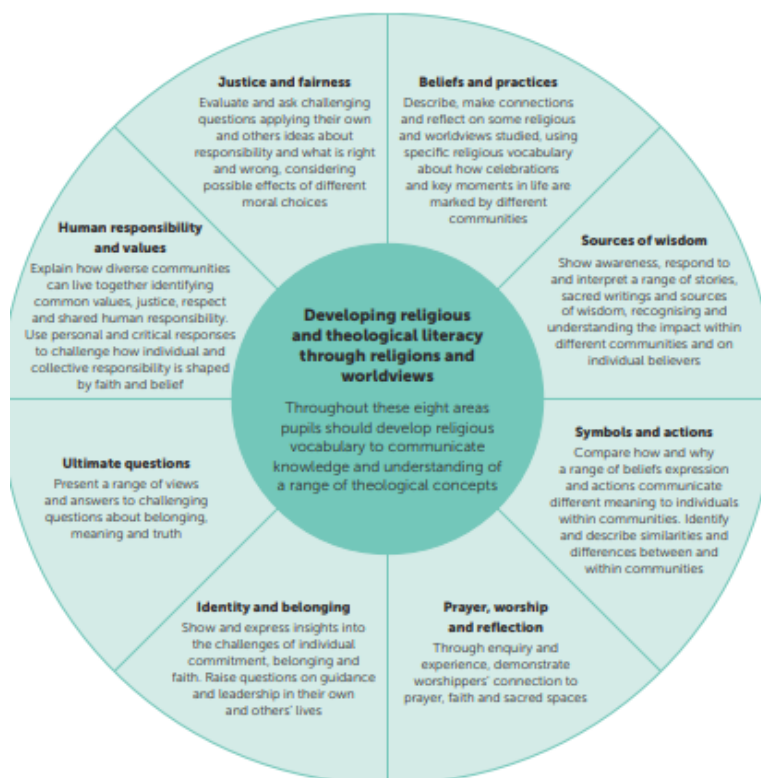 Justice and fairness
Evaluate and ask challenging
questions applying their own
and others ideas about
responsibility and what is right
and wrong, considering
possible effects of different
moral choices
Beliefs and practices
Describe, make connections
and reflect on some religious
and worldviews studied, using
specific religious vocabulary
about how celebrations
and key moments in life are
marked by different
communities
Sources of wisdom
Show awareness, respond to
and interpret a range of stories,
sacred writings and sources
of wisdom, recognising and
understanding the impact within
different communities and on
individual believers
Symbols and actions
Compare how and why
a range of beliefs expression
and actions communicate
different meaning to individuals
within communities. Identify
and describe similarities and
differences between and
within communities
Prayer, worship
and reflection
Through enquiry and
experience, demonstrate
worshippers' connection to
prayer, faith and sacred spaces
Identity and belonging
Show and express insights into
the challenges of individual
commitment, belonging and
faith. Raise questions on guidance
and leadership in their own
and others' lives
Ultimate questions
Present a range of views
and answers to challenging
questions about belonging,
meaning and truth
Human responsibility
and values
Explain how diverse communities
can live together identifying
common values, justice, respect
and shared human responsibility.
Use personal and critical responses
to challenge how individual and
collective responsibility is shaped
by faith and belief
Developing religious
and theological literacy
through religions and
worldviews
Throughout these eight areas
pupils should develop religious
vocabulary to communicate
knowledge and understanding of
a range of theological concepts